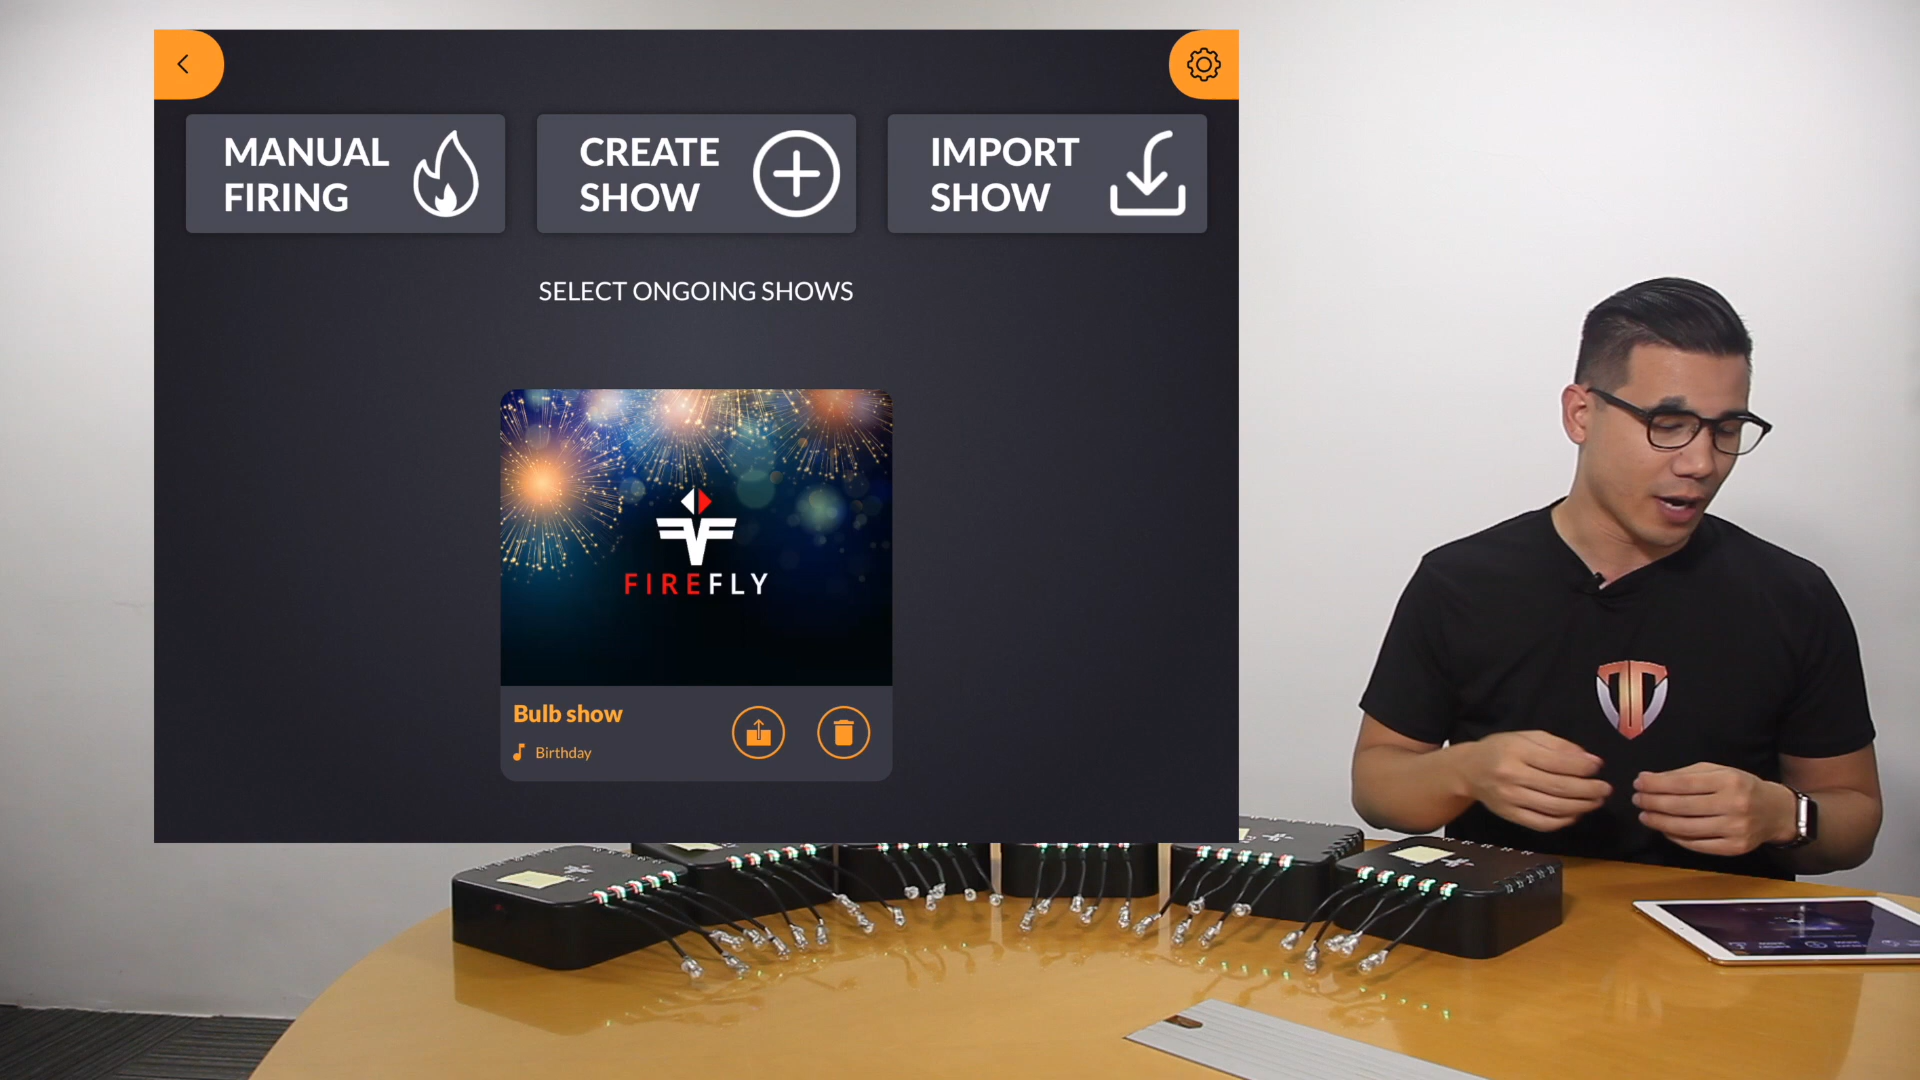 MANUAL
FIRING
CREATE
SHOW
IMPORT
SHOW
SELECT ONGOING SHOWS
FIREFLY
Bulb show
Birthday